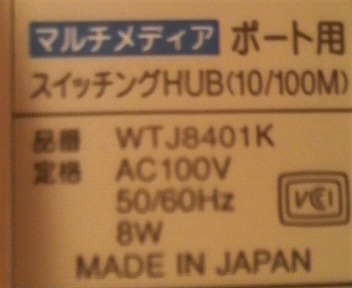 マルチメディア ポート用
スイッチングHUB(10/100M)
品番 WTJ8401K
定格 AC100V
50/60Hz
8W
VCCI
MADE IN JAPAN